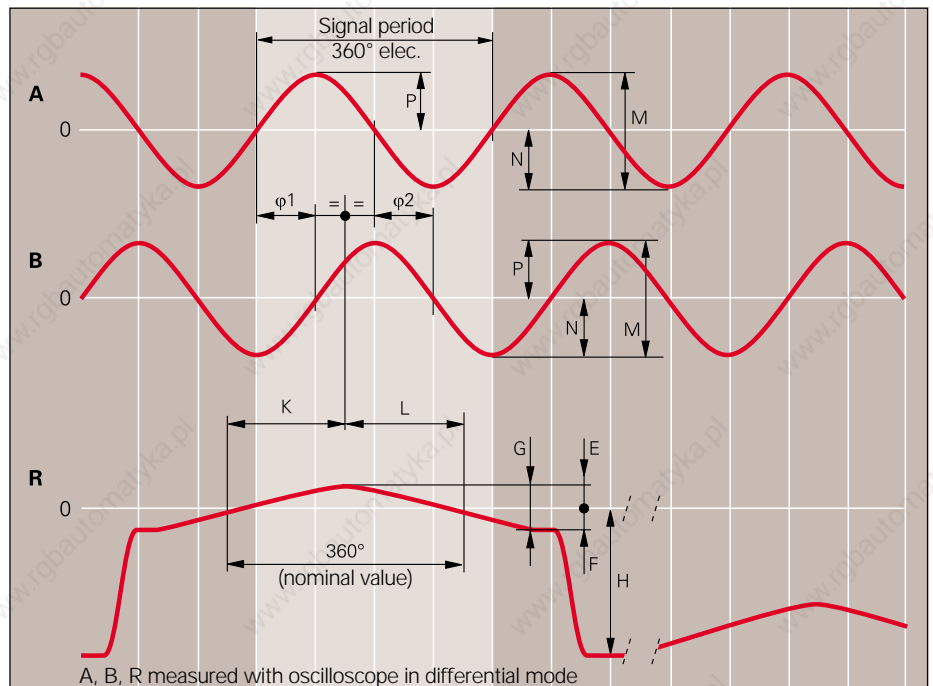 Signal period
360° elec.
A
0
P
M
N
φ1 = = φ2
B
0
P
N
M
K L
G E
R
0
360°
(nominal value)
F
H
A, B, R measured with oscilloscope in differential mode
www.rgbautomatyka.pl